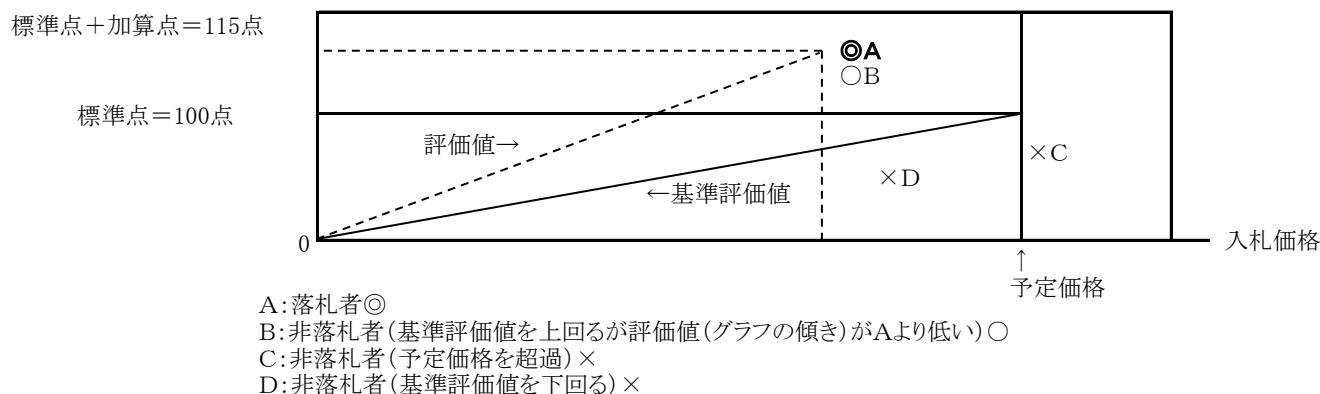 標準点＋加算点＝115点
◎A
○B
標準点＝100点
評価値→
×C
×D
←基準評価値
0
入札価格
↑
予定価格
A：落札者◎
B：非落札者（基準評価値を上回るが評価値（グラフの傾き）がAより低い）○
C：非落札者（予定価格を超過）×
D：非落札者（基準評価値を下回る）×